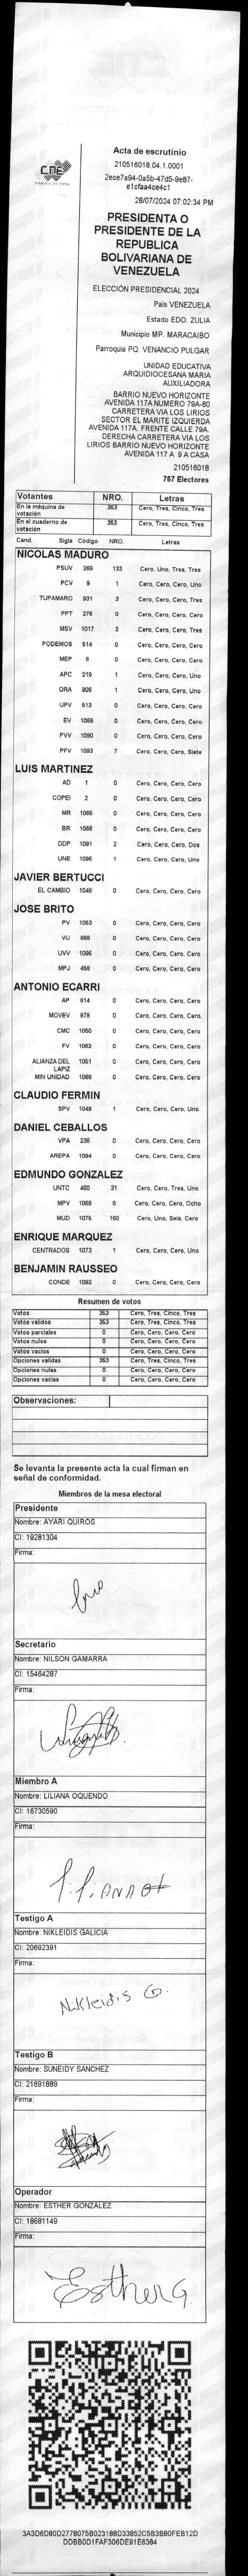 CNE
Acta de escrutinio
210516018.04.1.0001
2ece7a94-0a5b-47d5-9e87-
e1cfaa4ce4c1
28/07/2024 07:02:34 PM
PRESIDENTA O
PRESIDENTE DE LA
REPUBLICA
BOLIVARIANA DE
VENEZUELA
ELECCIÓN PRESIDENCIAL 2024
Pais VENEZUELA
Estado EDO. ZULIA
Municipio MP. MARACAIBO
Parroquia PQ. VENANCIO PULGAR
UNIDAD EDUCATIVA
ARQUIDIOCESANA MARIA
AUXILIADORA
BARRIO NUEVO HORIZONTE
AVENIDA 117A NUMERO 79A-80
CARRETERA VIA LOS LIRIOS
SECTOR EL MARITE IZQUIERDA
AVENIDA 117A. FRENTE CALLE 79A.
DERECHA CARRETERA VIA LOS
LIRIOS BARRIO NUEVO HORIZONTE
AVENIDA 117 A 9 A CASA
210516018
767 Electores
Votantes NRO. Letras
En la máquina de votación 353 Cero, Tres, Cinco, Tres
En el cuaderno de votación 353 Cero, Tres, Cinco, Tres
Cand. Sigla Código NRO. Letras
NICOLAS MADURO
PSUV 269 133 Cero, Uno, Tres, Tres
PCV 9 1 Cero, Cero, Cero, Uno
TUPAMARO 931 3 Cero, Cero, Cero, Tres
PPT 276 0 Cero, Cero, Cero, Cero
MSV 1017 3 Cero, Cero, Cero, Tres
PODEMOS 514 0 Cero, Cero, Cero, Cero
MEP 6 0 Cero, Cero, Cero, Cero
APC 219 1 Cero, Cero, Cero, Uno
ORA 906 1 Cero, Cero, Cero, Uno
UPV 513 0 Cero, Cero, Cero, Cero
EV 1089 0 Cero, Cero, Cero, Cero
PVV 1090 0 Cero, Cero, Cero, Cero
PFV 1093 7 Cero, Cero, Cero, Siete
LUIS MARTINEZ
AD 1 0 Cero, Cero, Cero, Cero
COPEI 2 0 Cero, Cero, Cero, Cero
MR 1065 0 Cero, Cero, Cero, Cero
BR 1066 0 Cero, Cero, Cero, Cero
DDP 1091 2 Cero, Cero, Cero, Dos
UNE 1095 1 Cero, Cero, Cero, Uno
JAVIER BERTUCCI
EL CAMBIO 1048 0 Cero, Cero, Cero, Cero
JOSE BRITO
PV 1053 0 Cero, Cero, Cero, Cero
VU 868 0 Cero, Cero, Cero, Cero
UVV 1096 0 Cero, Cero, Cero, Cero
MPJ 458 0 Cero, Cero, Cero, Cero
ANTONIO ECARRI
AP 814 0 Cero, Cero, Cero, Cero
MOVEV 878 0 Cero, Cero, Cero, Cero,
CMC 1050 0 Cero, Cero, Cero, Cero
FV 1062 0 Cero, Cero, Cero, Cero
ALIANZA DEL LAPIZ 1051 0 Cero, Cero, Cero, Cero
MIN UNIDAD 1068 0 Cero, Cero, Cero, Cero
CLAUDIO FERMIN
SPV 1049 1 Cero, Cero, Cero, Uno
DANIEL CEBALLOS
VPA 236 0 Cero, Cero, Cero, Cero
AREPA 1094 0 Cero, Cero, Cero, Cero
EDMUNDO GONZALEZ
UNTC 460 31 Cero, Cero, Tres, Uno
MPV 1069 8 Cero, Cero, Cero, Ocho
MUD 1075 160 Cero, Uno, Seis, Cero
ENRIQUE MARQUEZ
CENTRADOS 1073 1 Cero, Cero, Cero, Uno
BENJAMIN RAUSSEO
CONDE 1092 0 Cero, Cero, Cero, Cero
Resumen de votos
Votos 353 Cero, Tres, Cinco, Tres
Votos validos 353 Cero, Tres, Cinco, Tres
Votos parciales 0 Cero, Cero, Cero, Cero
Votos nulos 0 Cero, Cero, Cero, Cero
Votos vacios 0 Cero, Cero, Cero, Cero
Opciones validas 353 Cero, Tres, Cinco, Tres
Opciones nulas 0 Cero, Cero, Cero, Cero
Opciones vacias 0 Cero, Cero, Cero, Cero
Observaciones:
Se levanta la presente acta la cual firman en
señal de conformidad.
Miembros de la mesa electoral
Presidente
Nombre: AYARI QUIROS
CI: 19281304
Firma:
Secretario
Nombre: NILSON GAMARRA
CI: 15464287
Firma:
Miembro A
Nombre: LILIANA OQUENDO
CI: 16730590
Firma:
Testigo A
Nombre: NIKLEIDIS GALICIA
CI: 20692391
Firma:
Nikleidis G.
Testigo B
Nombre: SUNEIDY SANCHEZ
CI: 21691889
Firma:
Operador
Nombre: ESTHER GONZALEZ
CI: 18681149
Firma:
Esther G.
3A3D6D80D2778075B023188D33852C5B3B80FEB12D
DDBB0D1FAF306DE91E6384